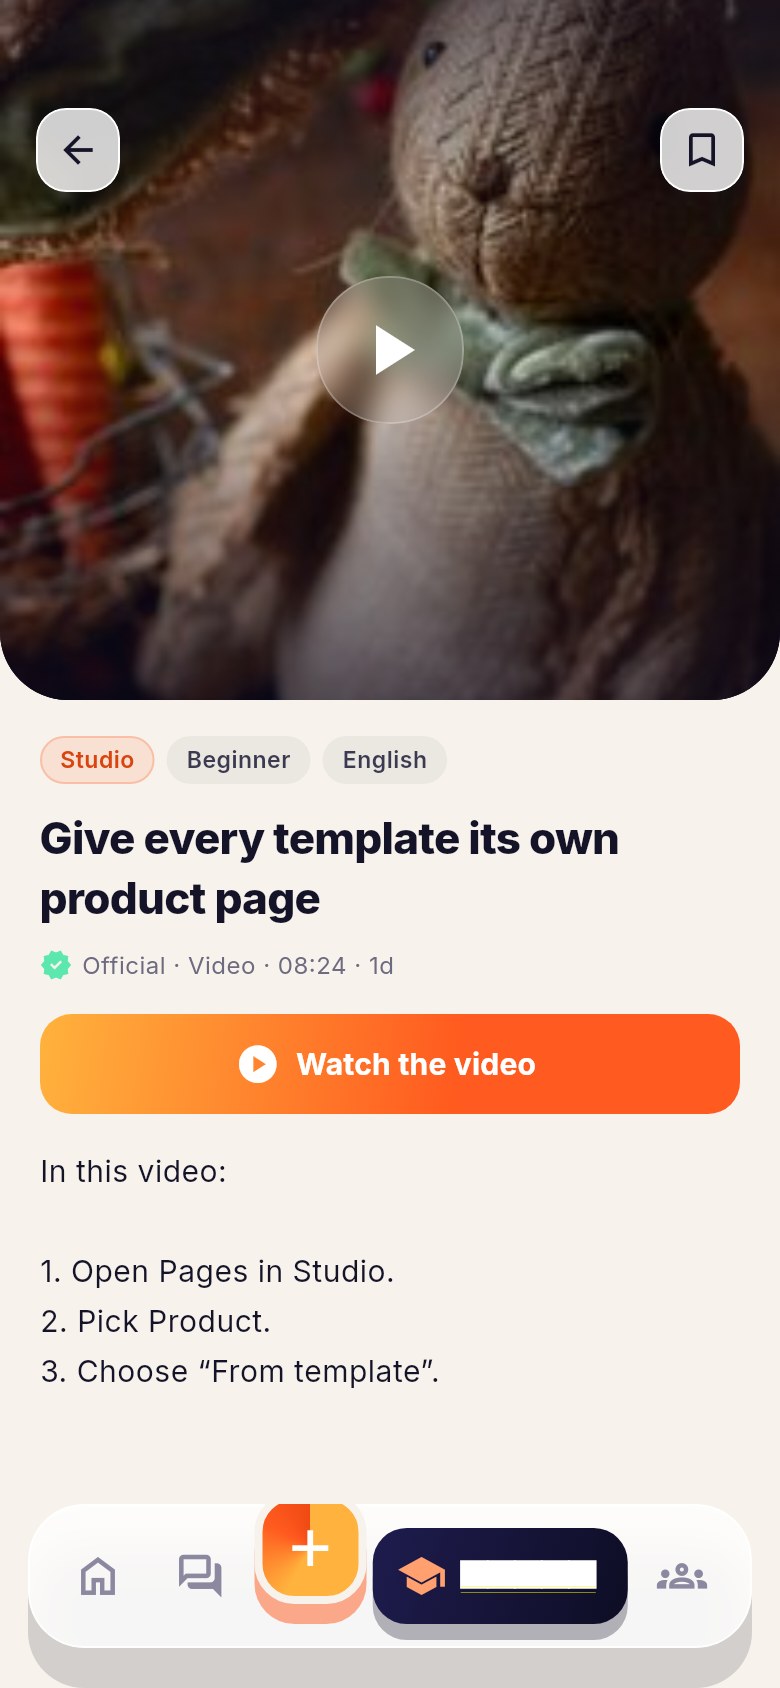 Studio
Beginner
English
Give every template its own
product page
Official · Video · 08:24 · 1d
Watch the video
In this video:
1. Open Pages in Studio.
2. Pick Product.
3. Choose “From template”.